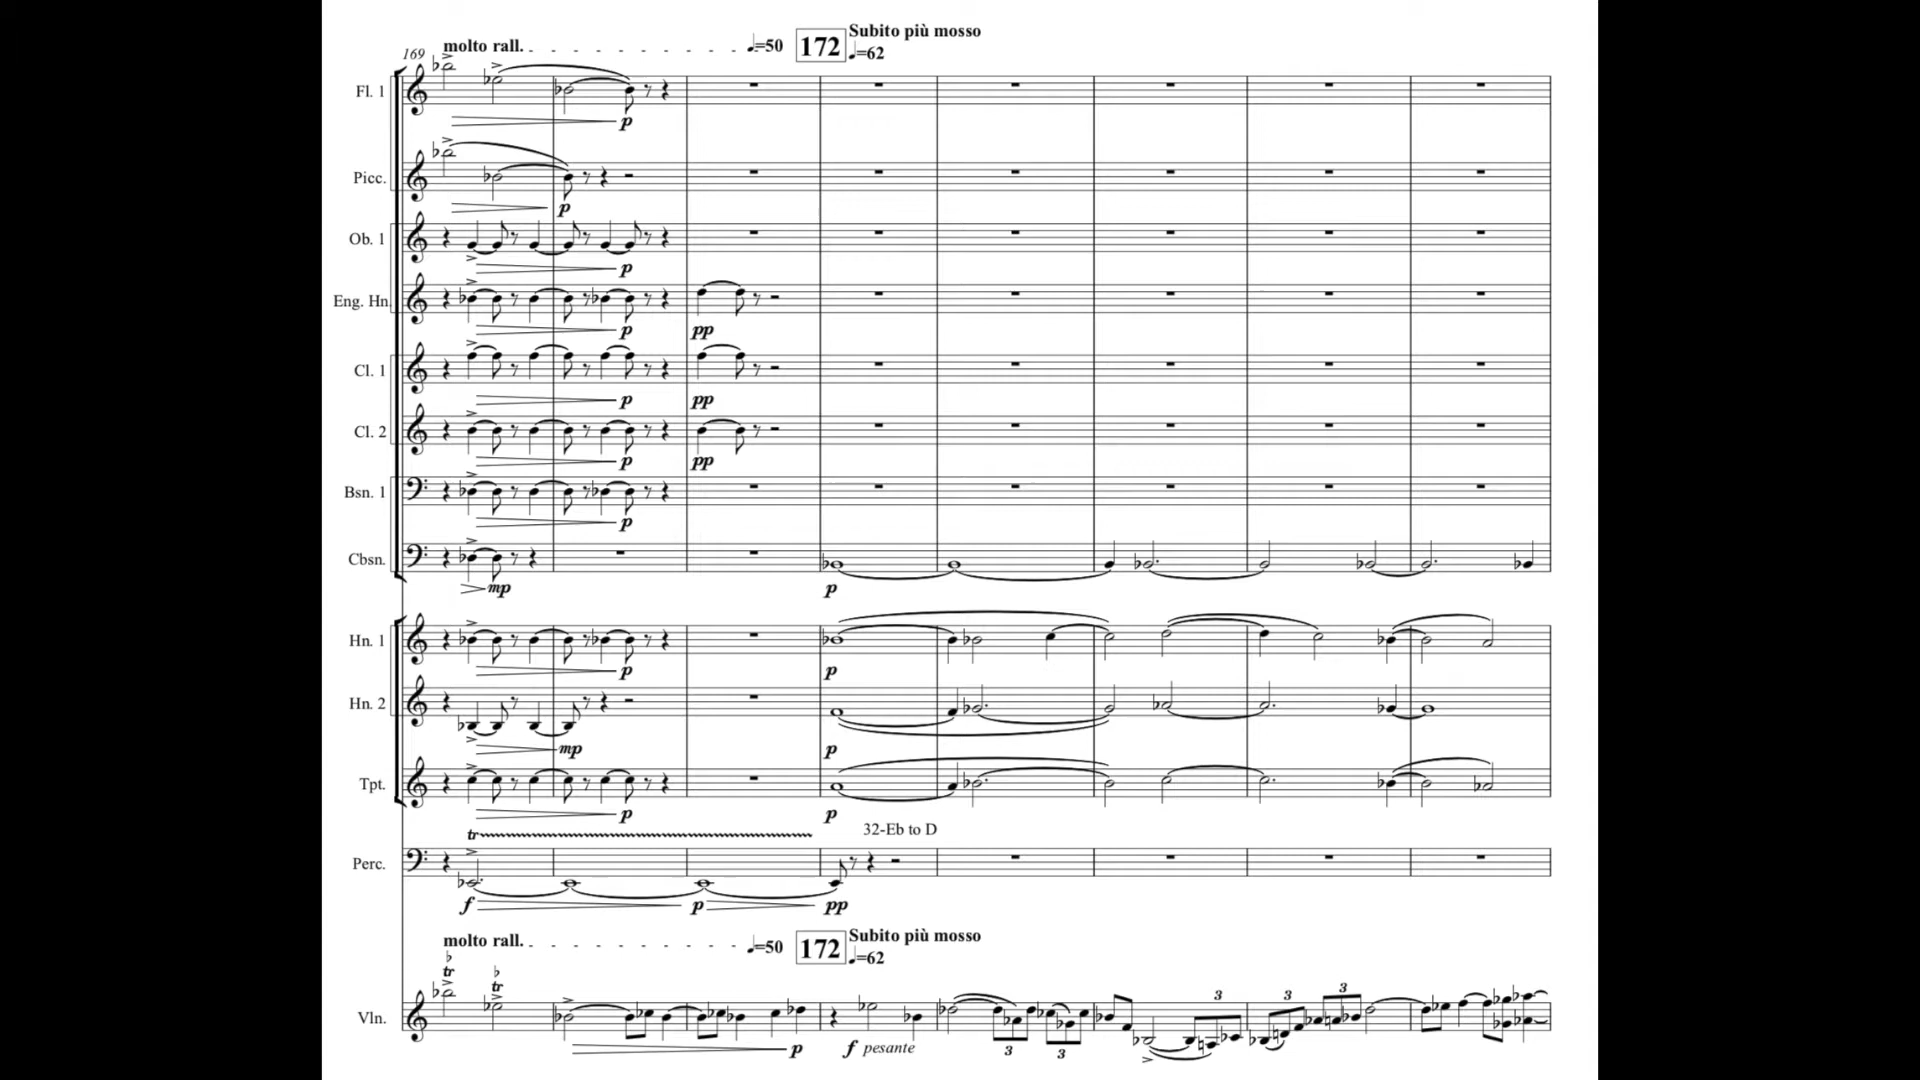 169 molto rall. ♩=50 172 Subito più mosso
♩=62
Fl. 1
p
Picc.
p
Ob. 1
p
Eng. Hn.
p pp
Cl. 1
p pp
Cl. 2
p pp
Bsn. 1
p
Cbsn.
mp p
Hn. 1
p p
Hn. 2
mp p
Tpt.
p p
tr 32-Eb to D
Perc.
f p pp
molto rall. ♩=50 172 Subito più mosso
♩=62
tr tr
3 3 3
Vln.
p f pesante 3 3